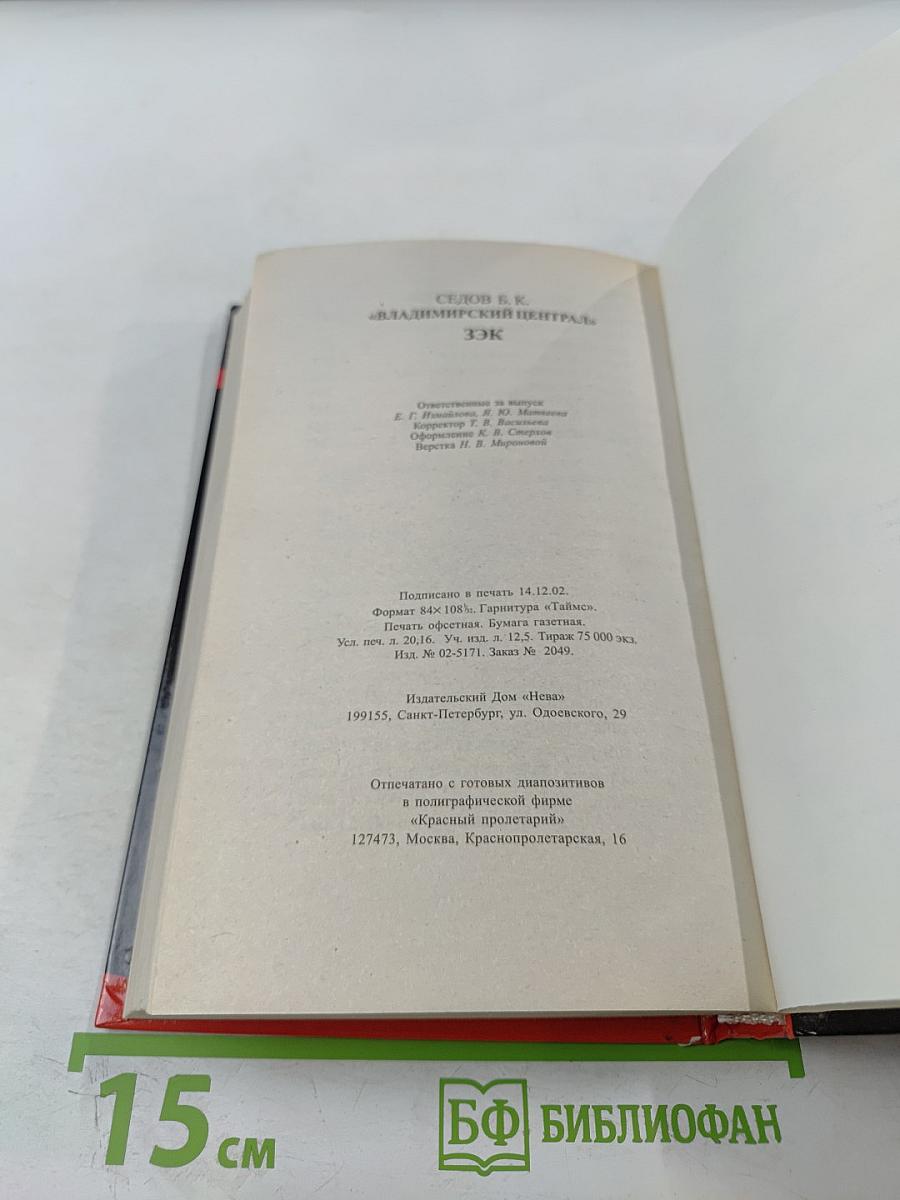 СЕДОВ Б. К.
«ВЛАДИМИРСКИЙ ЦЕНТРАЛ»
ЗЭК
Ответственные за выпуск
Е. Г. Измайлова, Я. Ю. Матвеева
Корректор Т. В. Васильева
Оформление К. В. Стерхов
Верстка Н. В. Мироновой
Подписано в печать 14.12.02.
Формат 84×108 1/32. Гарнитура «Таймс».
Печать офсетная. Бумага газетная.
Усл. печ. л. 20,16. Уч. изд. л. 12,5. Тираж 75 000 экз.
Изд. № 02-5171. Заказ № 2049.
Издательский Дом «Нева»
199155, Санкт-Петербург, ул. Одоевского, 29
Отпечатано с готовых диапозитивов
в полиграфической фирме
«Красный пролетарий»
127473, Москва, Краснопролетарская, 16
15 см
БФ БИБЛИОФАН